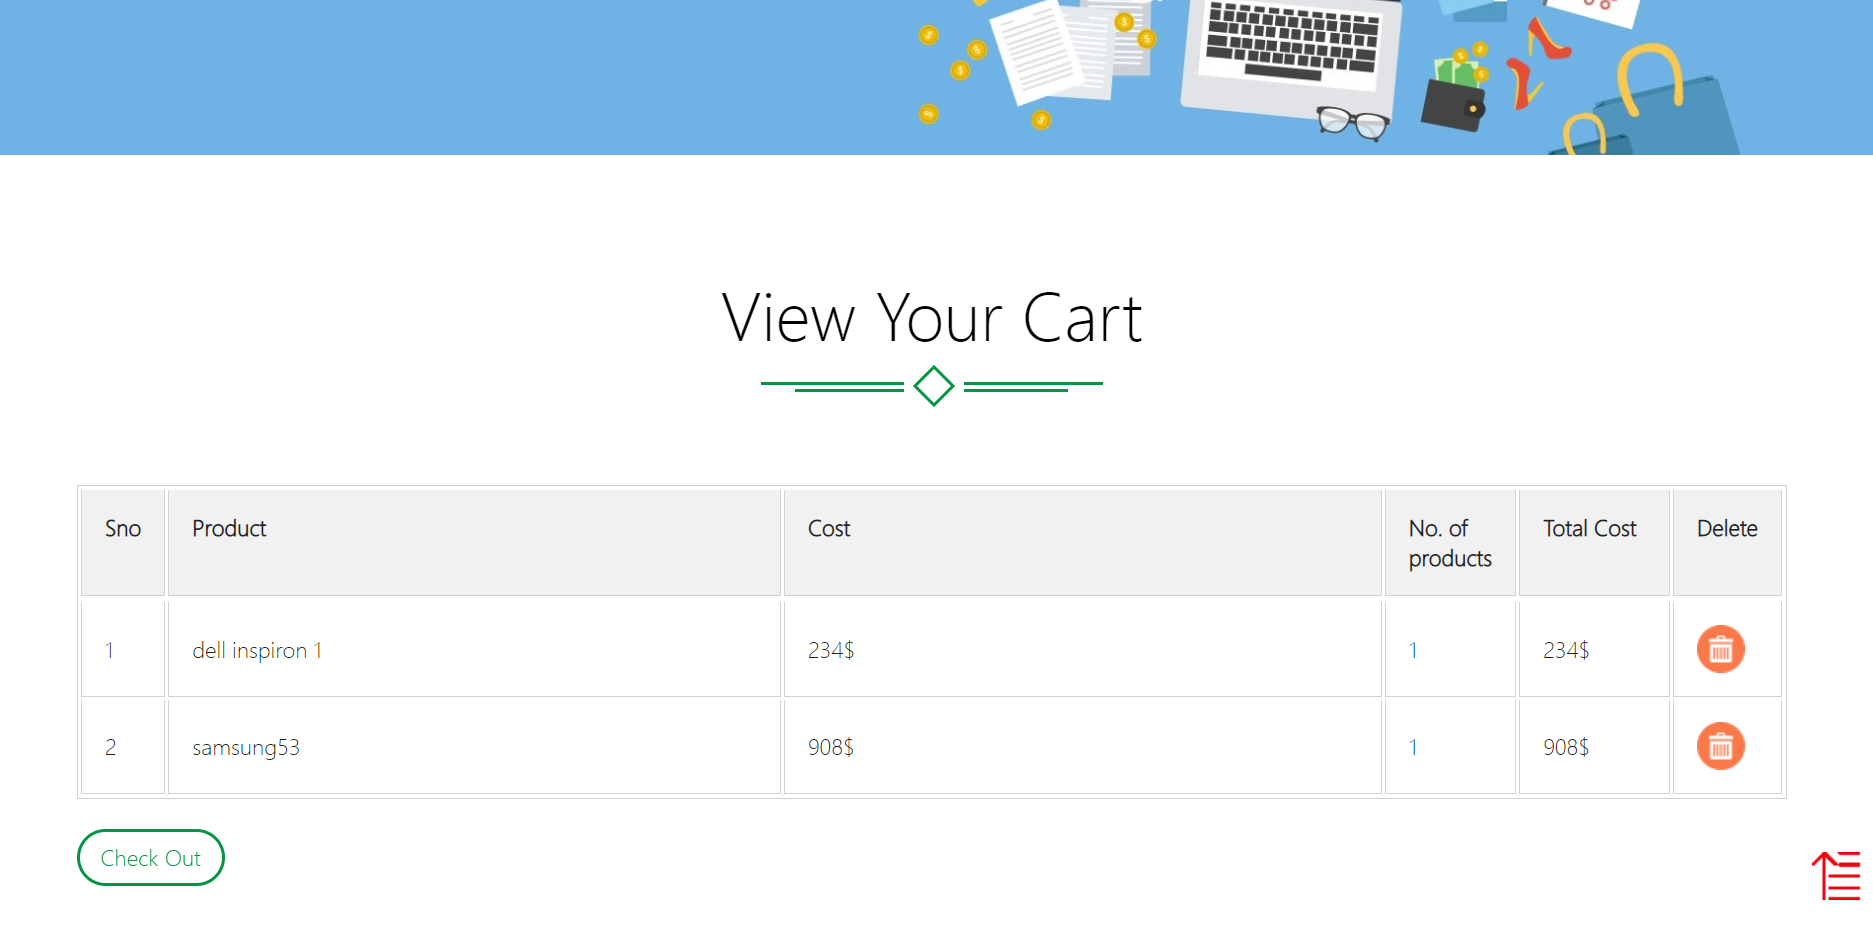 View Your Cart
Sno Product Cost No. of products Total Cost Delete
1 dell inspiron 1 234$ 1 234$
2 samsung53 908$ 1 908$
Check Out